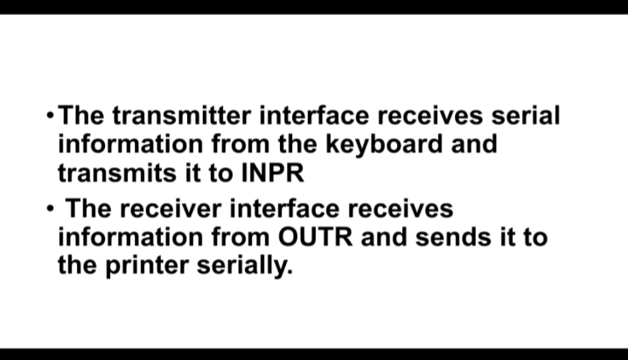 •The transmitter interface receives serial
information from the keyboard and
transmits it to INPR
• The receiver interface receives
information from OUTR and sends it to
the printer serially.